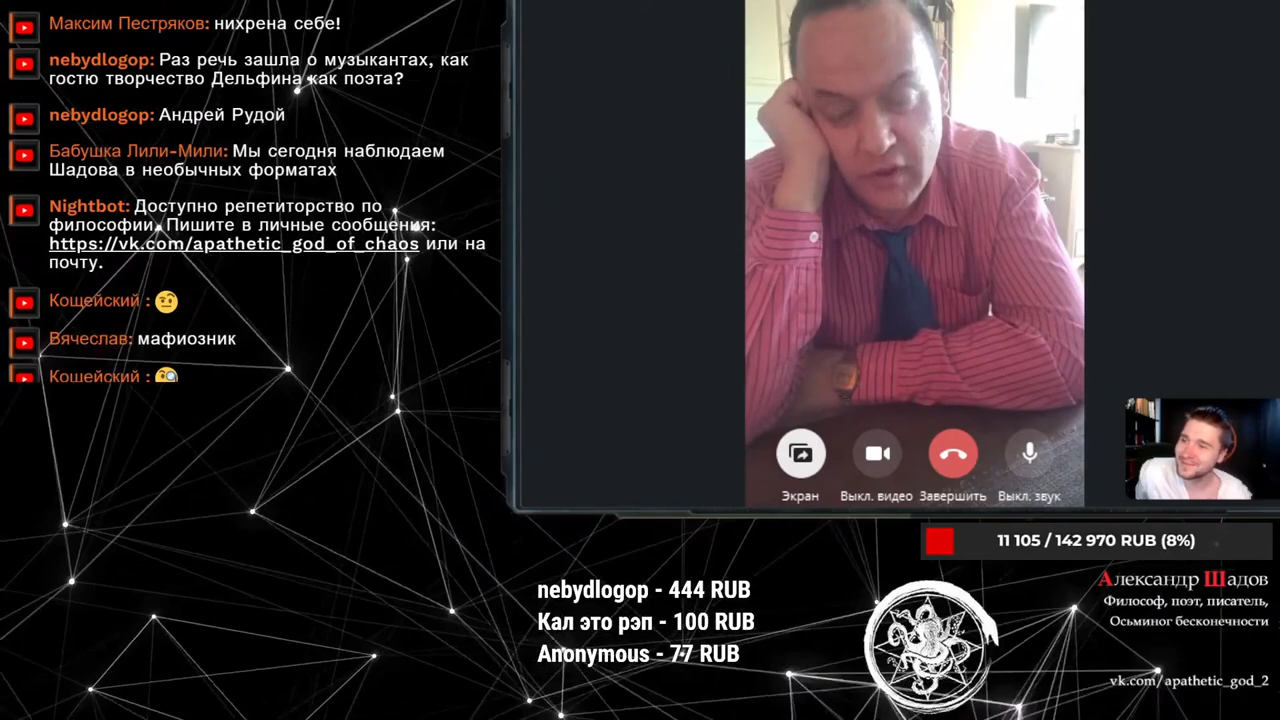 Максим Пестряков: нихрена себе!
nebydlogop: Раз речь зашла о музыкантах, как
гостю творчество Дельфина как поэта?
nebydlogop: Андрей Рудой
Бабушка Лили-Мили: Мы сегодня наблюдаем
Шадова в необычных форматах
Nightbot: Доступно репетиторство по
философии. Пишите в личные сообщения:
https://vk.com/apathetic_god_of_chaos или на
почту.
Кощейский : 🤨
Вячеслав: мафиозник
Кощейский : 🧐
Экран
Выкл. видео
Завершить
Выкл. звук
11 105 / 142 970 RUB (8%)
nebydlogop - 444 RUB
Кал это рэп - 100 RUB
Anonymous - 77 RUB
Александр Шадов
Философ, поэт, писатель,
Осьминог бесконечности
vk.com/apathetic_god_2